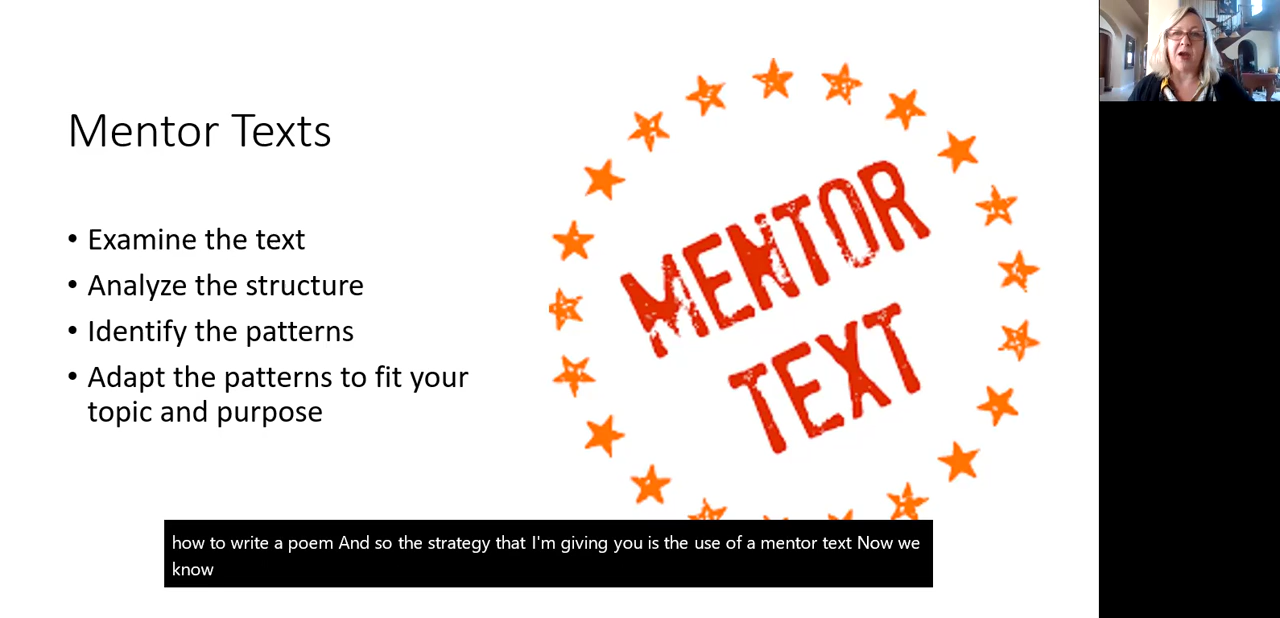 Mentor Texts
• Examine the text
• Analyze the structure
• Identify the patterns
• Adapt the patterns to fit your
topic and purpose
MENTOR
TEXT
how to write a poem And so the strategy that I'm giving you is the use of a mentor text Now we
know